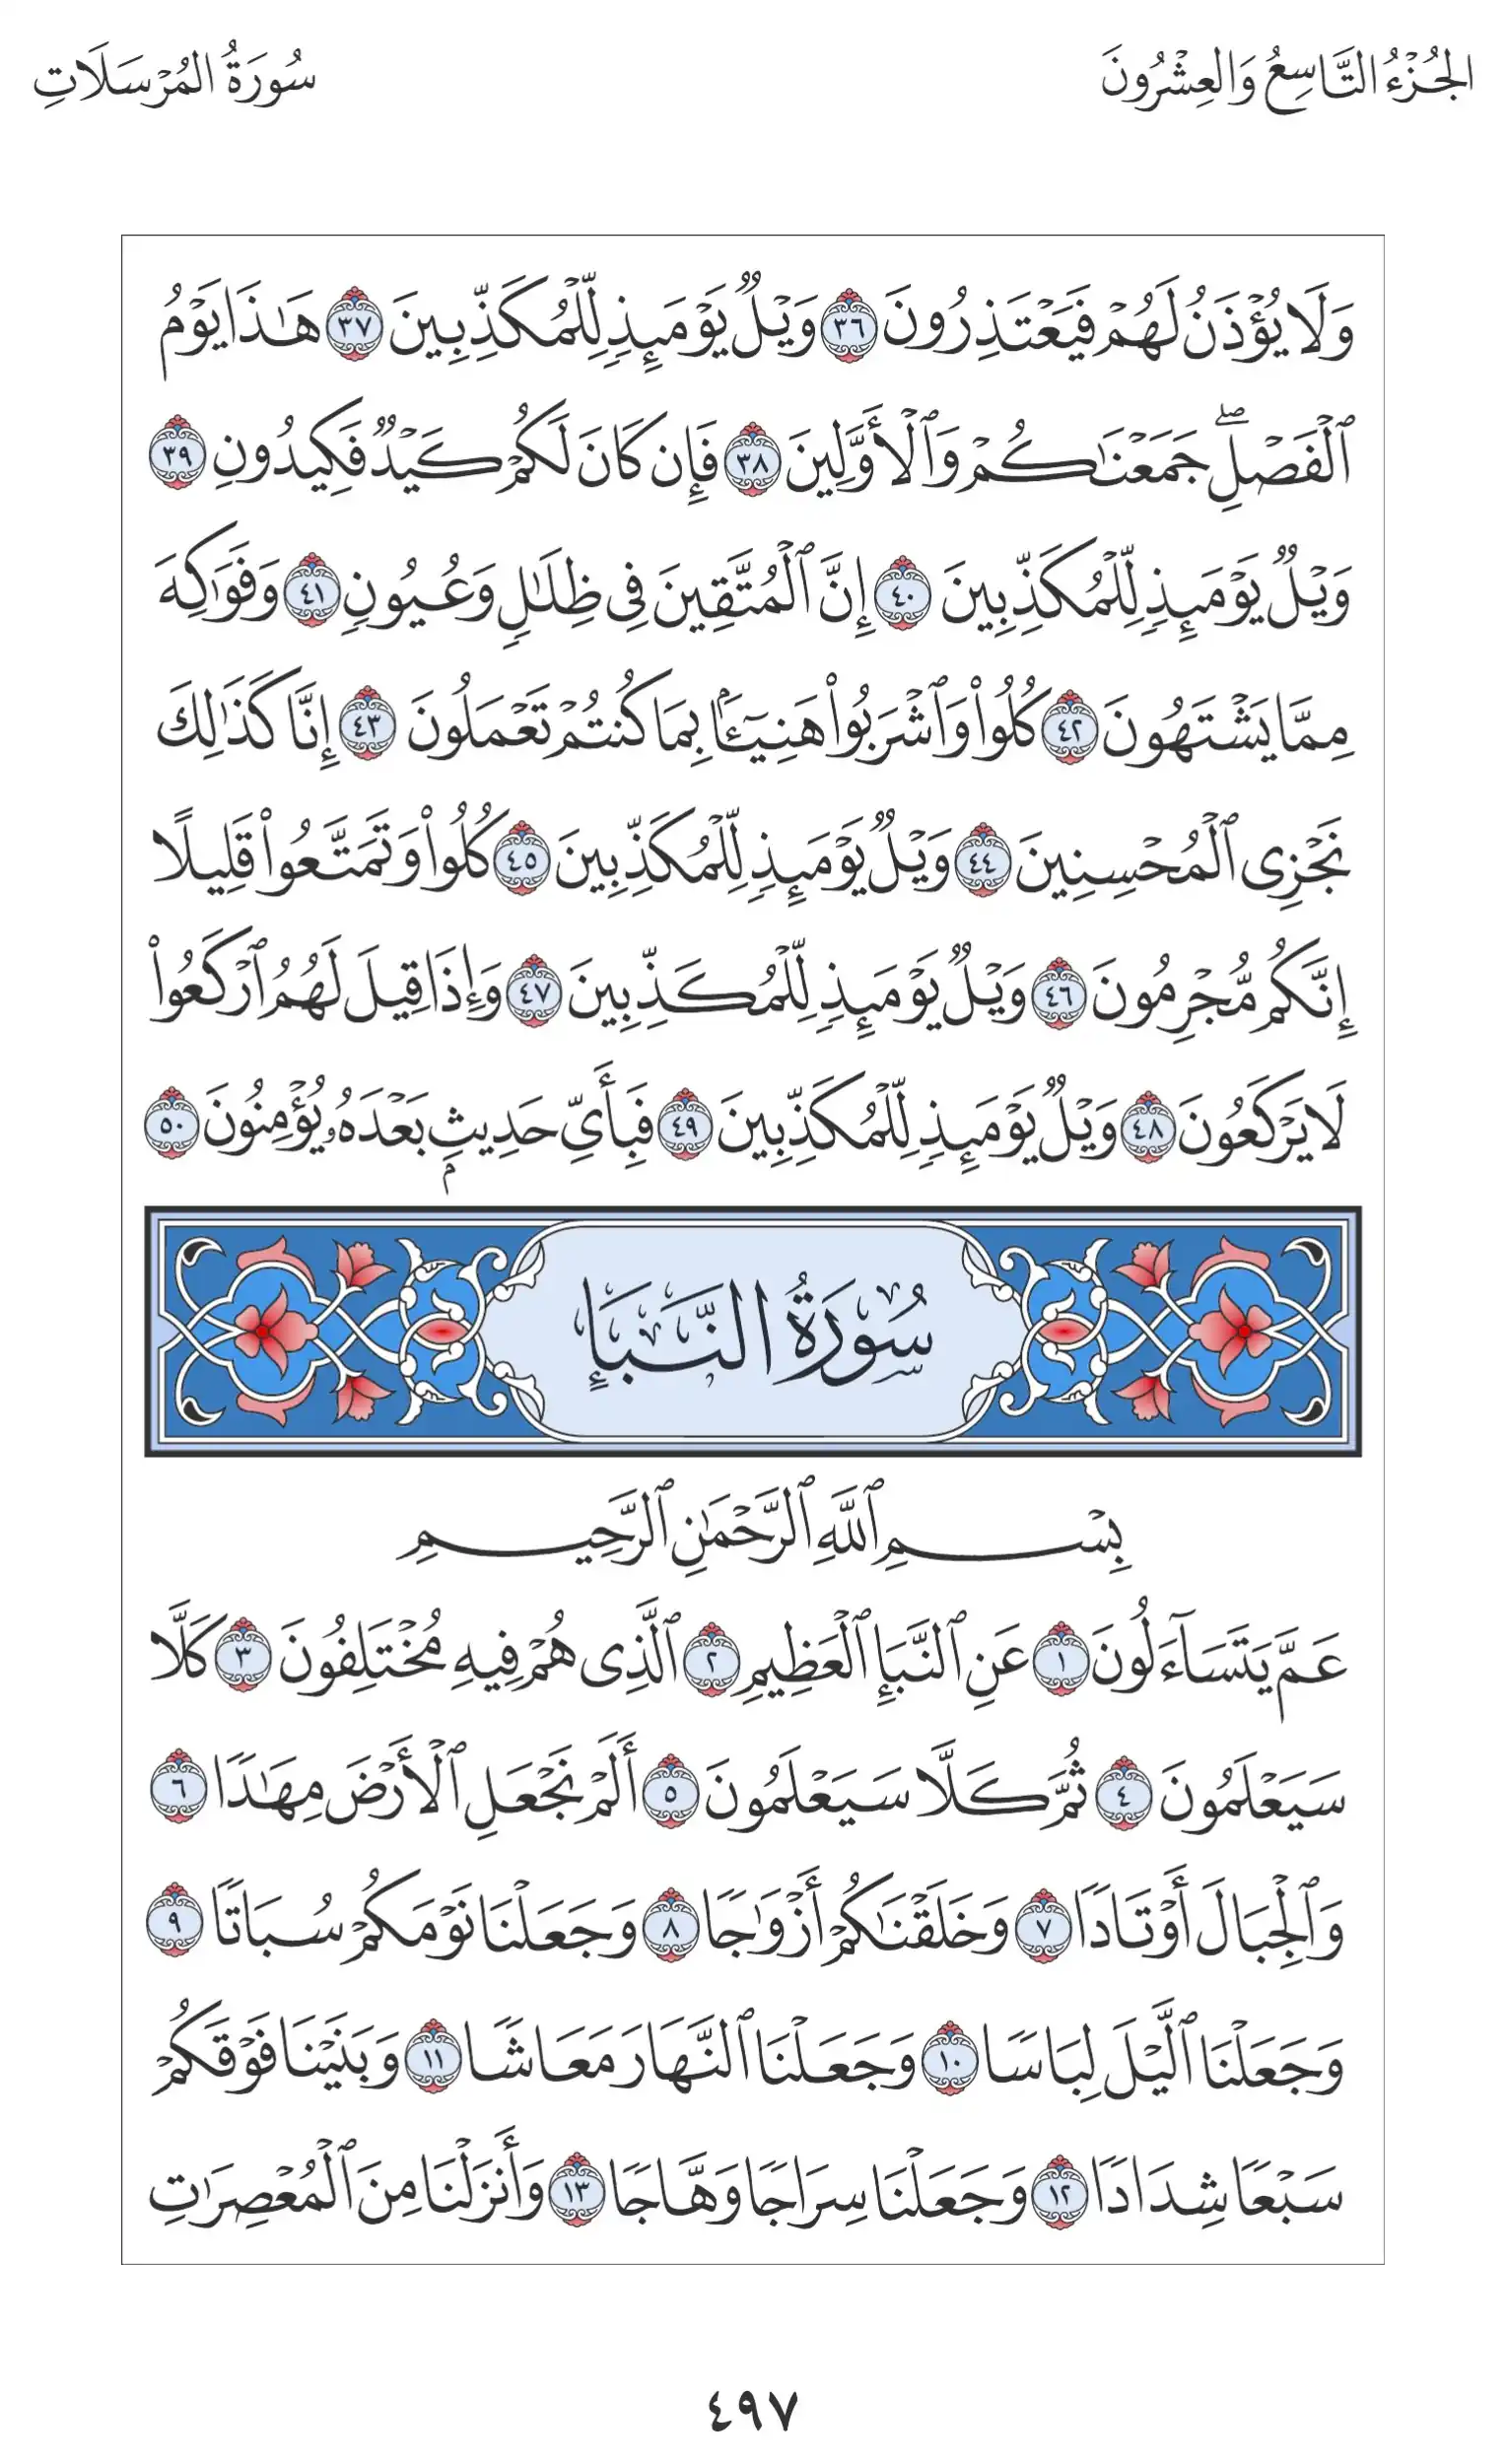 الجُزْءُ التَّاسِعُ وَالعِشْرُونَ
سُورَةُ المُرْسَلَاتِ
وَلَا يُؤْذَنُ لَهُمْ فَيَعْتَذِرُونَ ٣٦ وَيْلٌ يَوْمَئِذٍ لِّلْمُكَذِّبِينَ ٣٧ هَٰذَا يَوْمُ
ٱلْفَصْلِۖ جَمَعْنَٰكُمْ وَٱلْأَوَّلِينَ ٣٨ فَإِن كَانَ لَكُمْ كَيْدٌ فَكِيدُونِ ٣٩
وَيْلٌ يَوْمَئِذٍ لِّلْمُكَذِّبِينَ ٤٠ إِنَّ ٱلْمُتَّقِينَ فِى ظِلَٰلٍ وَعُيُونٍ ٤١ وَفَوَٰكِهَ
مِمَّا يَشْتَهُونَ ٤٢ كُلُوا۟ وَٱشْرَبُوا۟ هَنِيٓـَٔۢا بِمَا كُنتُمْ تَعْمَلُونَ ٤٣ إِنَّا كَذَٰلِكَ
نَجْزِى ٱلْمُحْسِنِينَ ٤٤ وَيْلٌ يَوْمَئِذٍ لِّلْمُكَذِّبِينَ ٤٥ كُلُوا۟ وَتَمَتَّعُوا۟ قَلِيلًا
إِنَّكُم مُّجْرِمُونَ ٤٦ وَيْلٌ يَوْمَئِذٍ لِّلْمُكَذِّبِينَ ٤٧ وَإِذَا قِيلَ لَهُمُ ٱرْكَعُوا۟
لَا يَرْكَعُونَ ٤٨ وَيْلٌ يَوْمَئِذٍ لِّلْمُكَذِّبِينَ ٤٩ فَبِأَىِّ حَدِيثٍۭ بَعْدَهُۥ يُؤْمِنُونَ ٥٠
سُورَةُ النَّبَإِ
بِسْمِ ٱللَّهِ ٱلرَّحْمَٰنِ ٱلرَّحِيمِ
عَمَّ يَتَسَآءَلُونَ ١ عَنِ ٱلنَّبَإِ ٱلْعَظِيمِ ٢ ٱلَّذِى هُمْ فِيهِ مُخْتَلِفُونَ ٣ كَلَّا
سَيَعْلَمُونَ ٤ ثُمَّ كَلَّا سَيَعْلَمُونَ ٥ أَلَمْ نَجْعَلِ ٱلْأَرْضَ مِهَٰدًا ٦
وَٱلْجِبَالَ أَوْتَادًا ٧ وَخَلَقْنَٰكُمْ أَزْوَٰجًا ٨ وَجَعَلْنَا نَوْمَكُمْ سُبَاتًا ٩
وَجَعَلْنَا ٱلَّيْلَ لِبَاسًا ١٠ وَجَعَلْنَا ٱلنَّهَارَ مَعَاشًا ١١ وَبَنَيْنَا فَوْقَكُمْ
سَبْعًا شِدَادًا ١٢ وَجَعَلْنَا سِرَاجًا وَهَّاجًا ١٣ وَأَنزَلْنَا مِنَ ٱلْمُعْصِرَٰتِ
٤٩٧